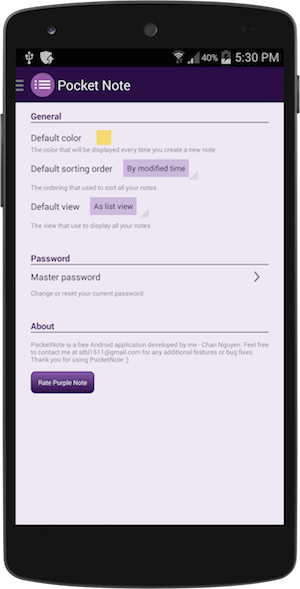 40% 5:30 PM
Pocket Note
General
Default color
The color that will be displayed every time you create a new note
Default sorting order By modified time
The ordering that used to sort all your notes
Default view As list view
The view that use to display all your notes
Password
Master password
Change or reset your current password
About
PocketNote is a free Android application developed by me - Chan Nguyen. Feel free
to contact me at atbl1511@gmail.com for any additional features or bug fixes.
Thank you for using PocketNote :)
Rate Purple Note